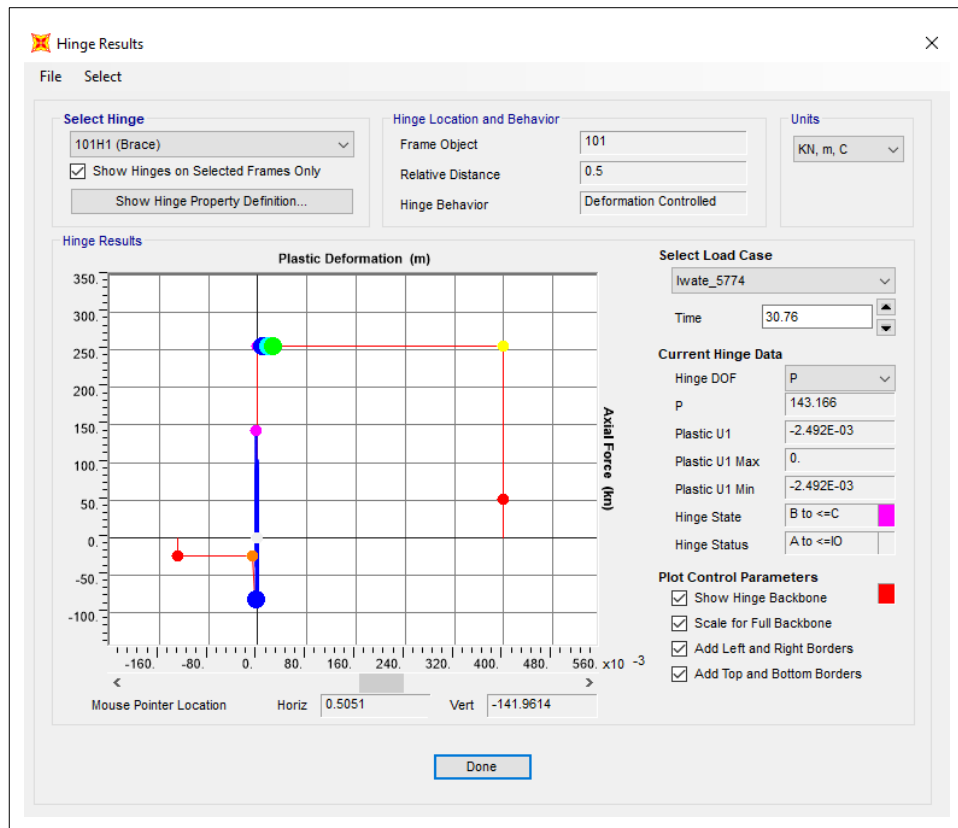 Hinge Results
File Select
Select Hinge
101H1 (Brace)
Show Hinges on Selected Frames Only
Show Hinge Property Definition...
Hinge Location and Behavior
Frame Object 101
Relative Distance 0.5
Hinge Behavior Deformation Controlled
Units
KN, m, C
Hinge Results
Plastic Deformation (m)
350.
300.
250.
200.
150.
100.
50.
0.
-50.
-100.
-160. -80. 0. 80. 160. 240. 320. 400. 480. 560. x10 -3
Axial Force (kn)
Mouse Pointer Location Horiz 0.5051 Vert -141.9614
Select Load Case
Iwate_5774
Time 30.76
Current Hinge Data
Hinge DOF P
P 143.166
Plastic U1 -2.492E-03
Plastic U1 Max 0.
Plastic U1 Min -2.492E-03
Hinge State B to <=C
Hinge Status A to <=IO
Plot Control Parameters
Show Hinge Backbone
Scale for Full Backbone
Add Left and Right Borders
Add Top and Bottom Borders
Done